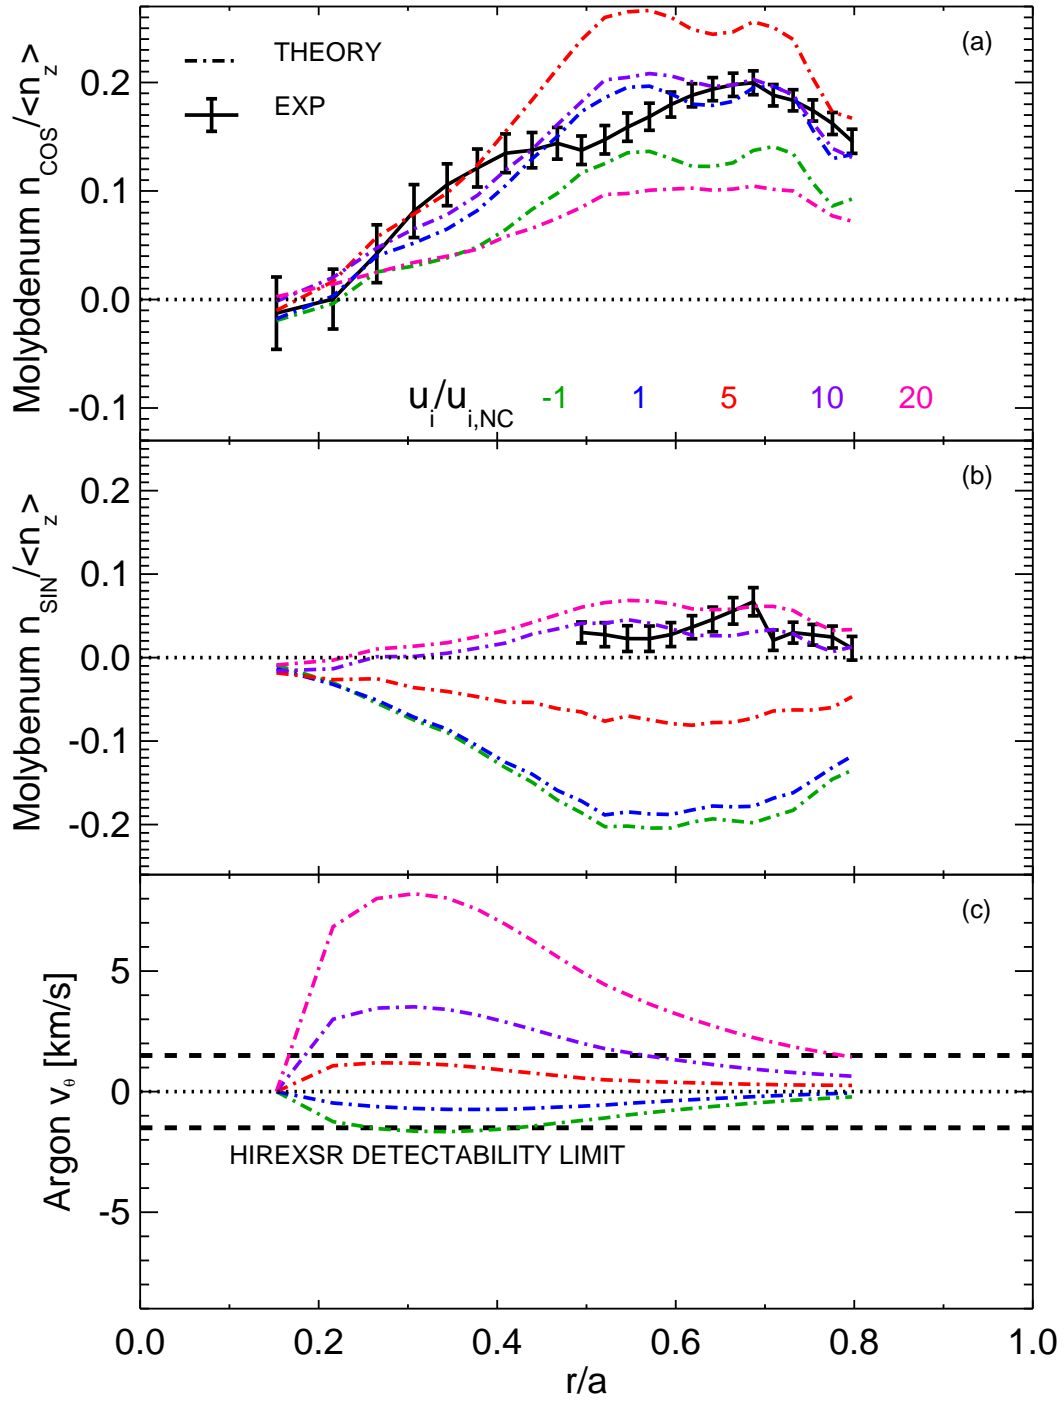 (a)
THEORY
EXP
0.2
0.1
0.0
-0.1
Molybdenum n_COS/<n_z>
u_i/u_i,NC -1 1 5 10 20
(b)
0.2
0.1
0.0
-0.1
-0.2
Molybenum n_SIN/<n_z>
(c)
5
0
-5
Argon v_θ [km/s]
HIREXSR DETECTABILITY LIMIT
0.0 0.2 0.4 0.6 0.8 1.0
r/a